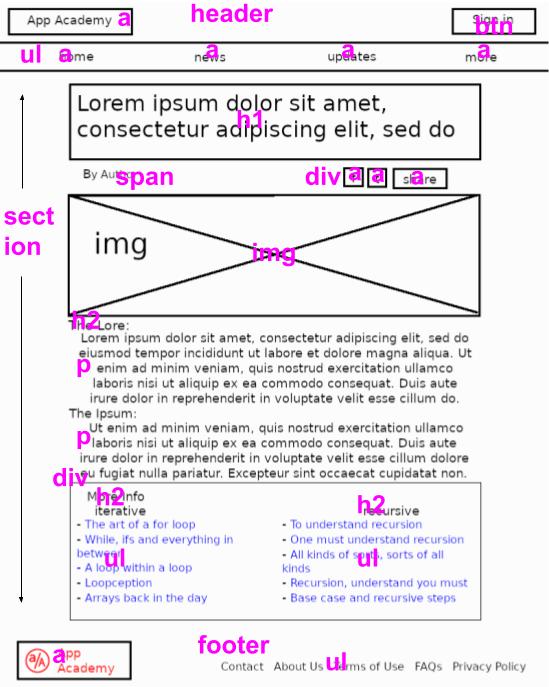 header
App Academy a
Sign in
btn
ul a a a a
home news updates more
Lorem ipsum dolor sit amet,
consectetur adipiscing elit, sed do
h1
By Author span div a a share a
sect
ion
img
img
h2
The Lore:
Lorem ipsum dolor sit amet, consectetur adipiscing elit, sed do
eiusmod tempor incididunt ut labore et dolore magna aliqua. Ut
enim ad minim veniam, quis nostrud exercitation ullamco
p
laboris nisi ut aliquip ex ea commodo consequat. Duis aute
irure dolor in reprehenderit in voluptate velit esse cillum do.
The Ipsum:
Ut enim ad minim veniam, quis nostrud exercitation ullamco
p
laboris nisi ut aliquip ex ea commodo consequat. Duis aute
irure dolor in reprehenderit in voluptate velit esse cillum dolore
eu fugiat nulla pariatur. Excepteur sint occaecat cupidatat non.
div
More Info
h2 h2
iterative recursive
- The art of a for loop
- While, ifs and everything in
between
ul
- A loop within a loop
- Loopception
- Arrays back in the day
- To understand recursion
- One must understand recursion
- All kinds of sorts, sorts of all
kinds
ul
- Recursion, understand you must
- Base case and recursive steps
footer
a/A App
Academy
a
ul
Contact About Us Terms of Use FAQs Privacy Policy